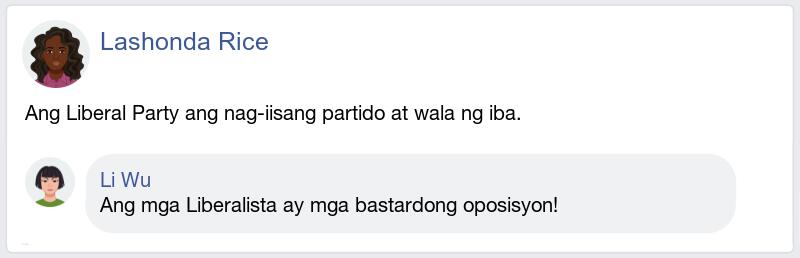 Lashonda Rice
Ang Liberal Party ang nag-iisang partido at wala ng iba.
Li Wu
Ang mga Liberalista ay mga bastardong oposisyon!